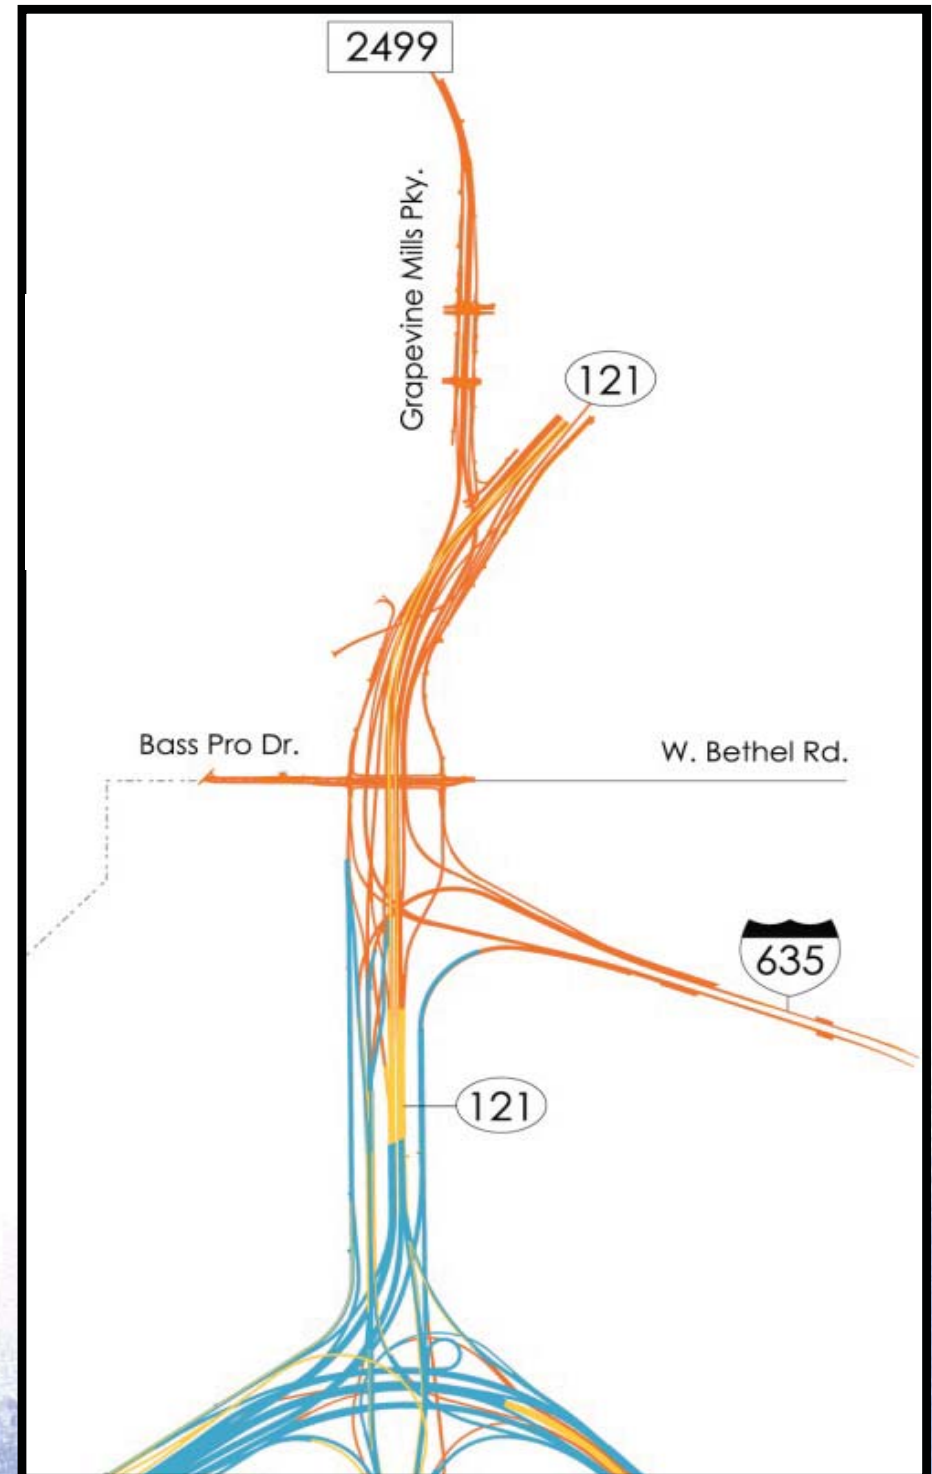 2499
Grapevine Mills Pky.
121
Bass Pro Dr.
W. Bethel Rd.
635
121